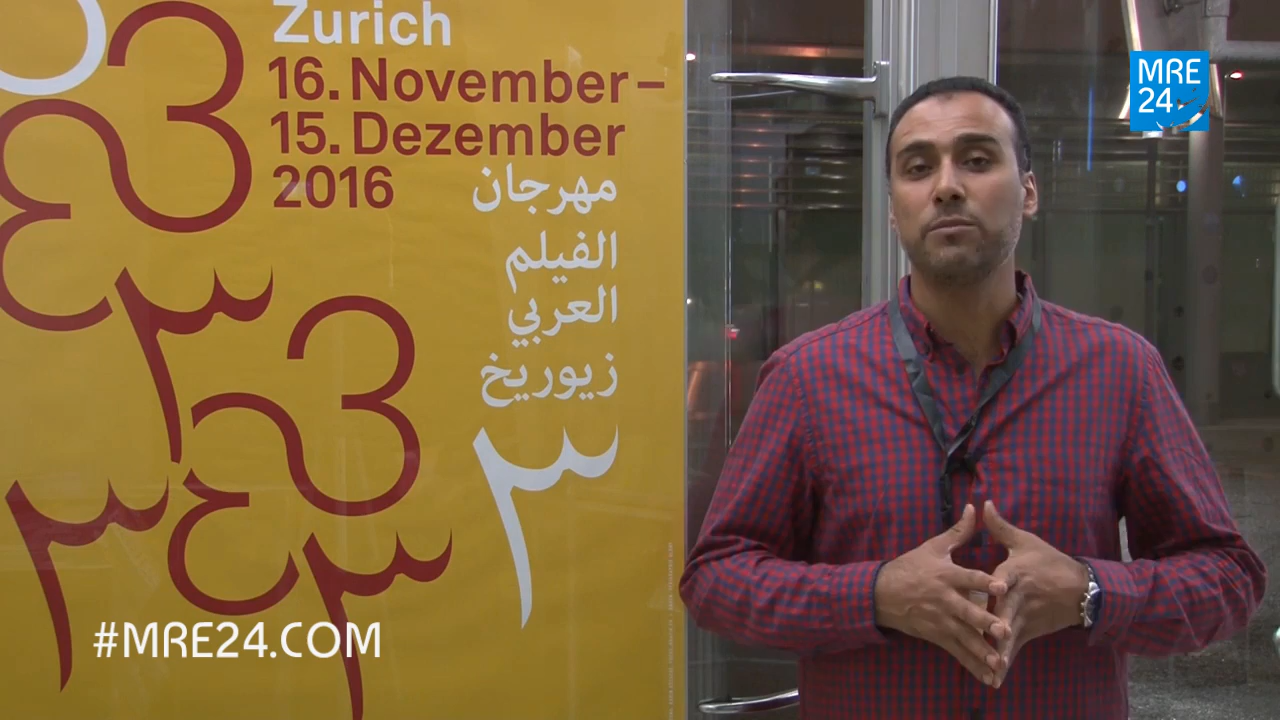 Zurich
16. November –
15. Dezember
2016
مهرجان
الفيلم
العربي
زيوريخ
٣
MRE
24
#MRE24.COM